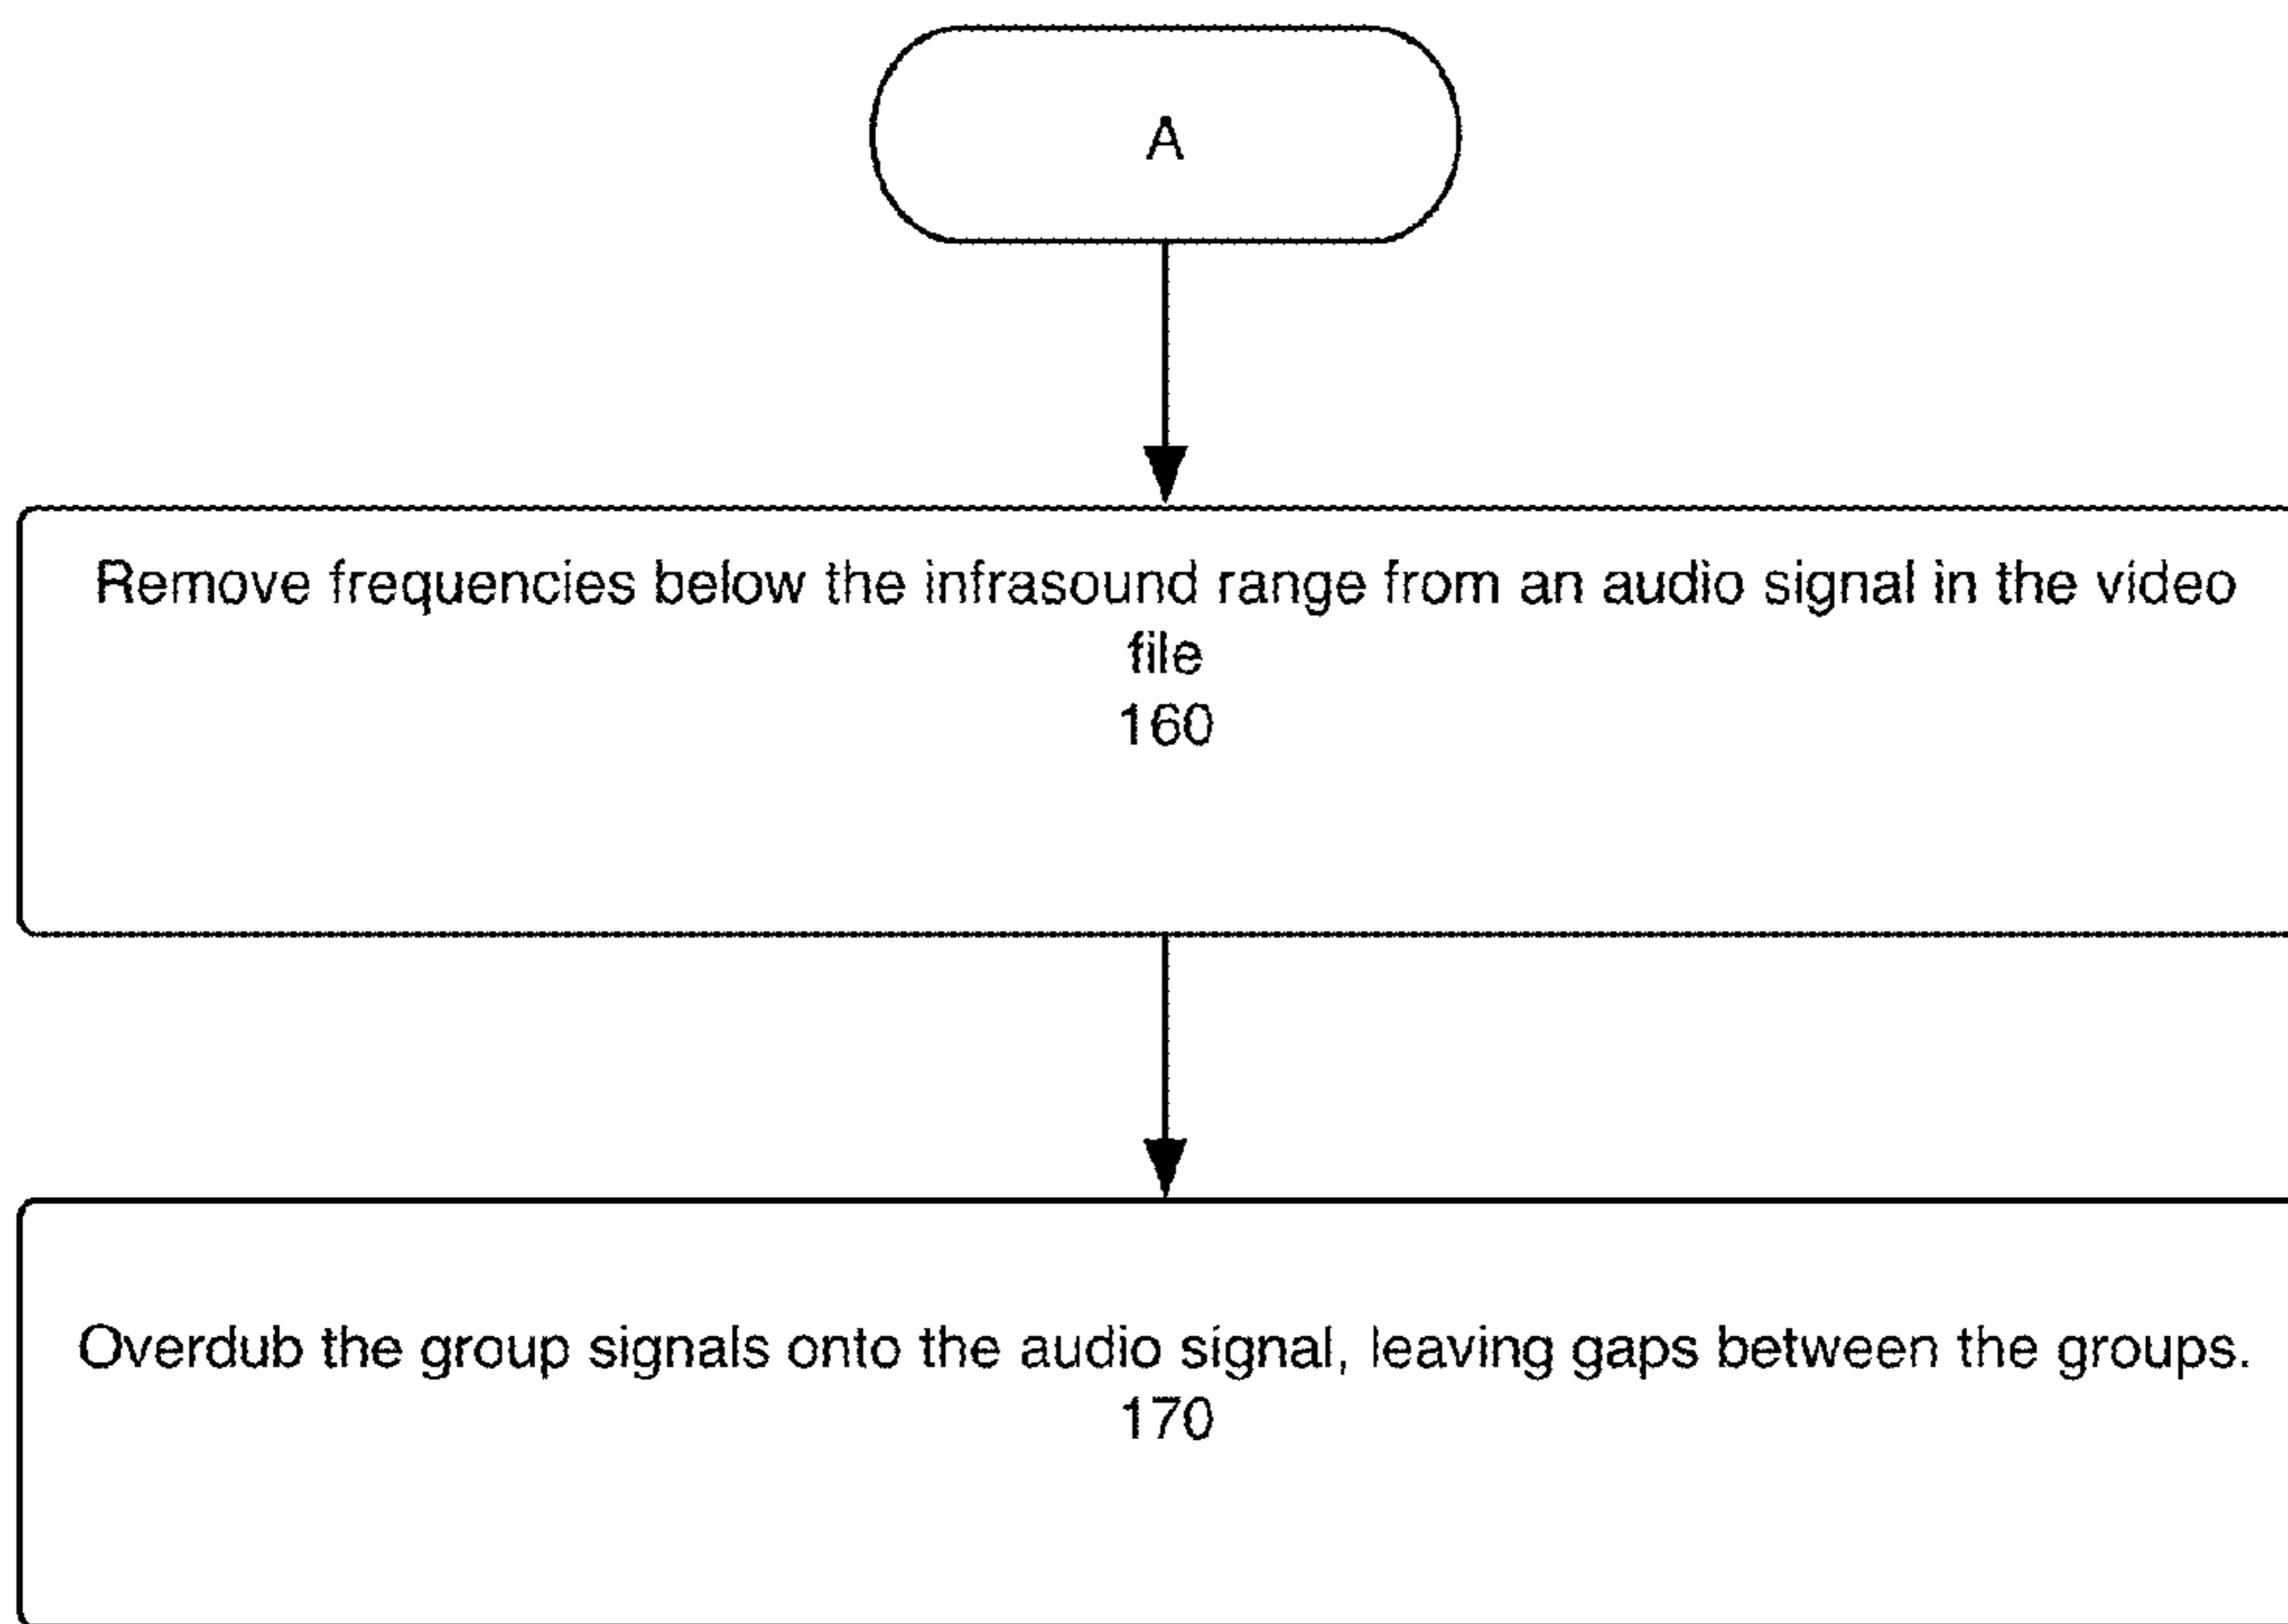 A
Remove frequencies below the infrasound range from an audio signal in the video
file
160
Overdub the group signals onto the audio signal, leaving gaps between the groups.
170